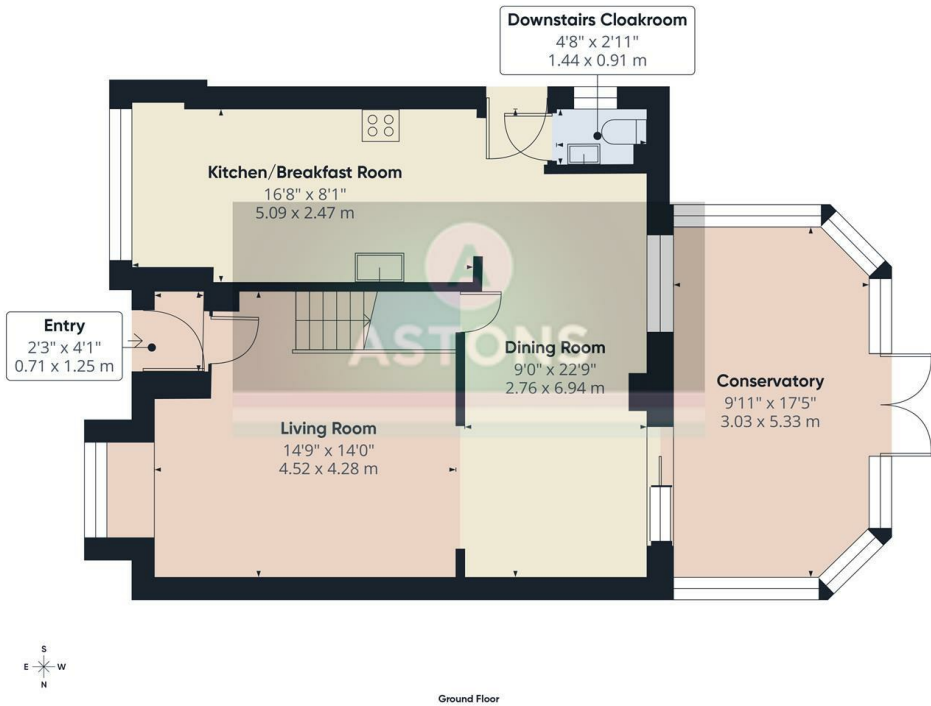 Downstairs Cloakroom
4'8" x 2'11"
1.44 x 0.91 m
Kitchen/Breakfast Room
16'8" x 8'1"
5.09 x 2.47 m
A
ASTONS
Entry
2'3" x 4'1"
0.71 x 1.25 m
Dining Room
9'0" x 22'9"
2.76 x 6.94 m
Conservatory
9'11" x 17'5"
3.03 x 5.33 m
Living Room
14'9" x 14'0"
4.52 x 4.28 m
S
E W
N
Ground Floor